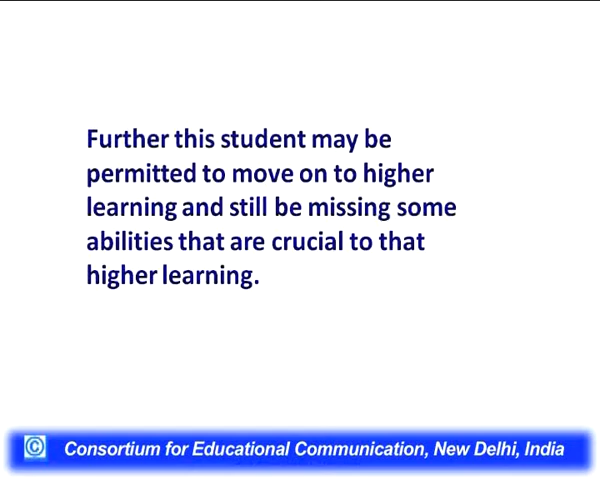 Further this student may be
permitted to move on to higher
learning and still be missing some
abilities that are crucial to that
higher learning.
© Consortium for Educational Communication, New Delhi, India